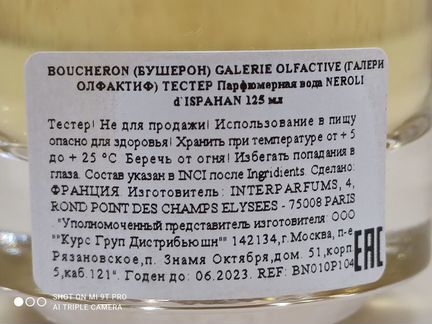 BOUCHERON (БУШЕРОН) GALERIE OLFACTIVE (ГАЛЕРИ
ОЛФАКТИФ) ТЕСТЕР Парфюмерная вода NEROLI
d`ISPAHAN 125 мл
Тестер! Не для продажи! Использование в пищу
опасно для здоровья! Хранить при температуре от + 5
до + 25 °C Беречь от огня! Избегать попадания в
глаза. Состав указан в INCI после Ingridients. Сделано:
ФРАНЦИЯ. Изготовитель: INTERPARFUMS, 4,
ROND POINT DES CHAMPS ELYSEES - 75008 PARIS
. "Уполномоченный представитель изготовителя: ООО
""Курс Груп Дистрибьюшн"" 142134, г.Москва, п-е
Рязановское,п. Знамя Октября,дом. 51,корп.
5,каб.121". Годен до: 06.2023. REF: BN010P104
EAC
SHOT ON MI 9T PRO
AI TRIPLE CAMERA